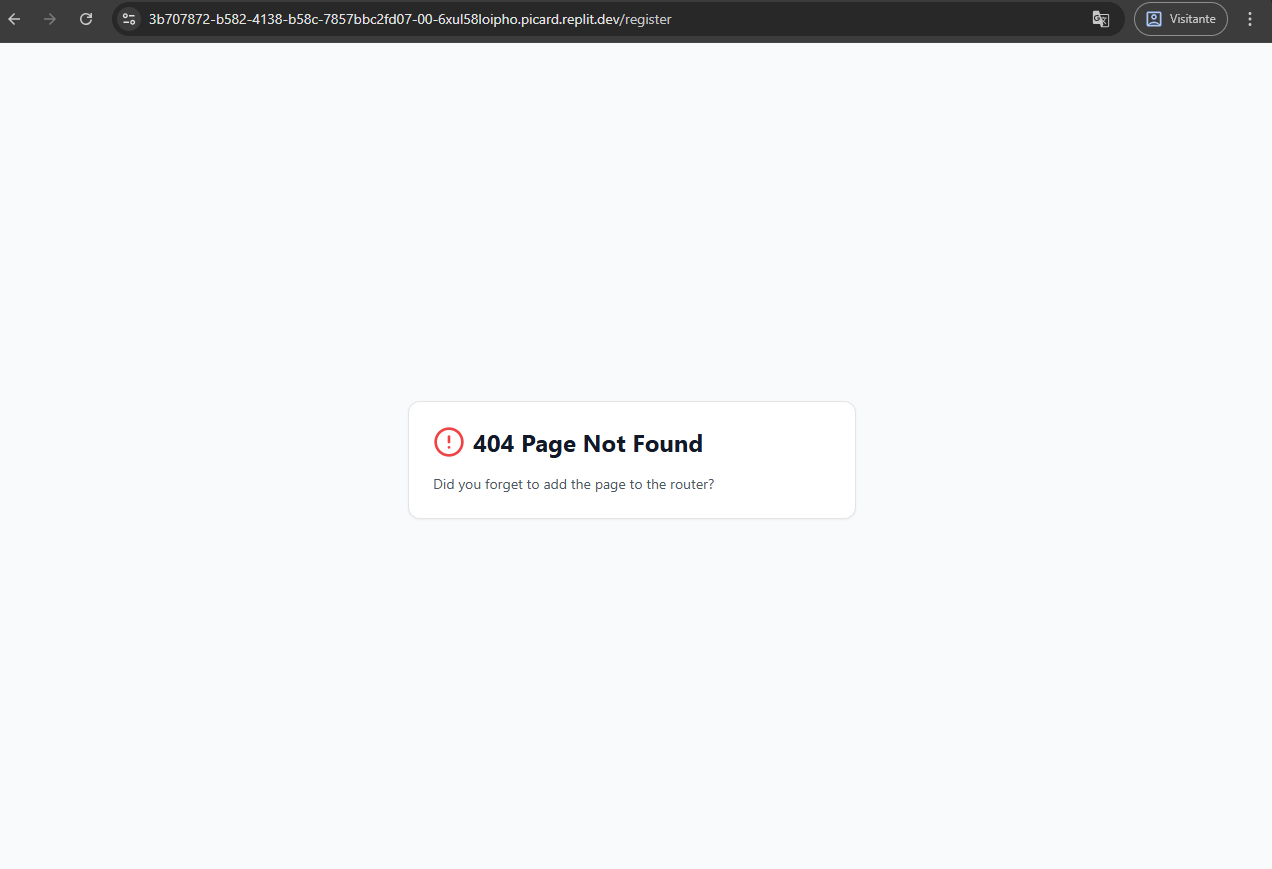 3b707872-b582-4138-b58c-7857bbc2fd07-00-6xul58loipho.picard.replit.dev/register
Visitante
404 Page Not Found
Did you forget to add the page to the router?